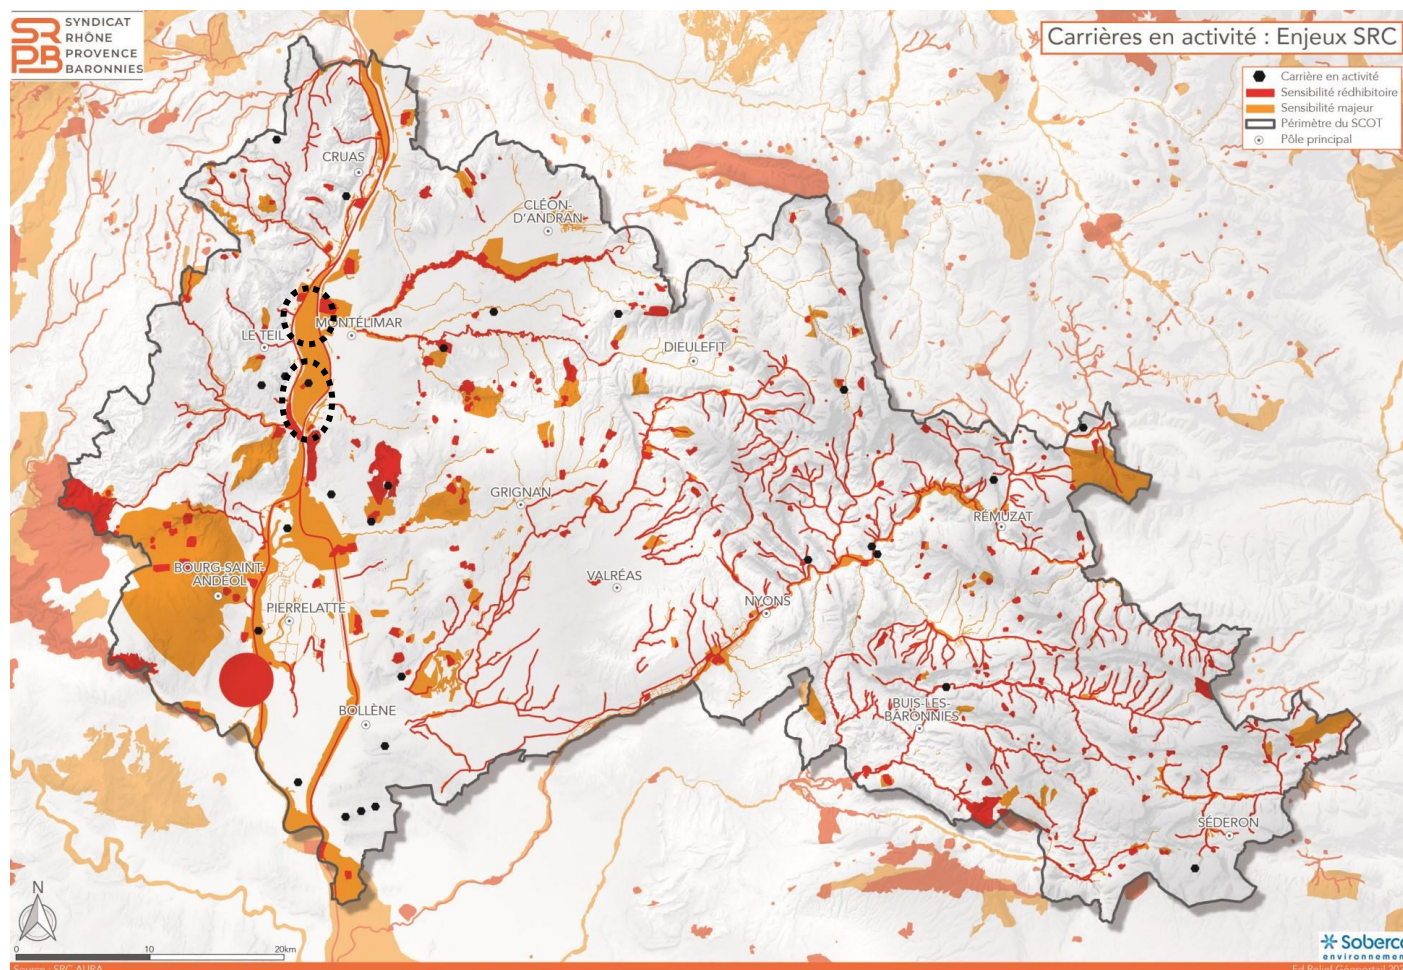 SRPB
SYNDICAT
RHÔNE
PROVENCE
BARONNIES
Carrières en activité : Enjeux SRC
Carrière en activité
Sensibilité rédhibitoire
Sensibilité majeur
Périmètre du SCOT
Pôle principal
CRUAS
CLÉON-
D'ANDRAN
LE TEIL
MONTÉLIMAR
DIEULEFIT
GRIGNAN
RÉMUZAT
BOURG-SAINT-
ANDÉOL
VALRÉAS
PIERRELATTE
NYONS
BOLLÈNE
BUIS-LES-
BARONNIES
SÉDERON
N
0 10 20km
Soberco
environnement
Source : SRC AURA